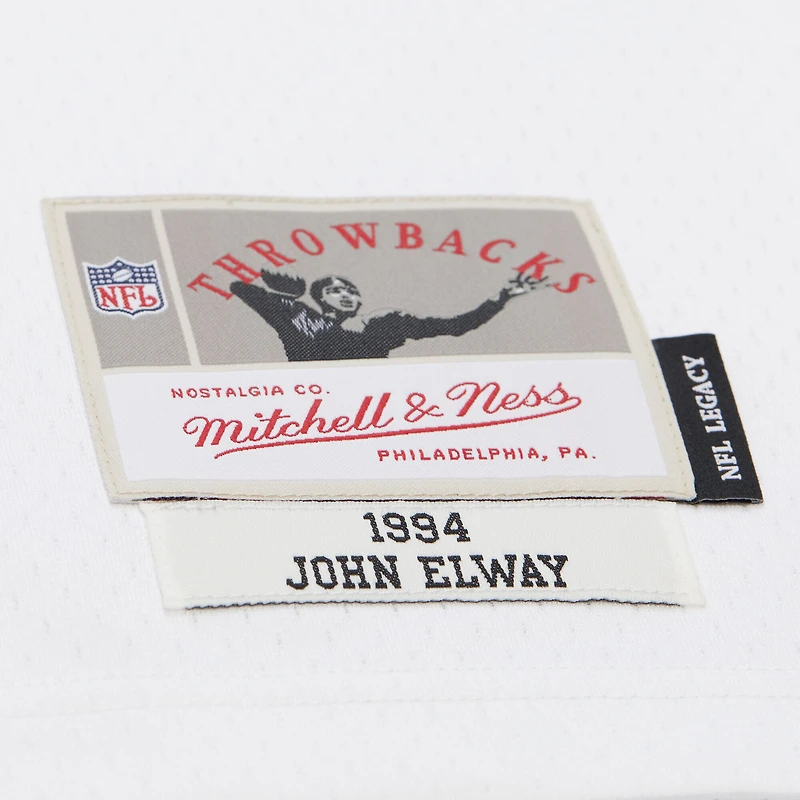 THROWBACKS
NFL
NOSTALGIA CO.
Mitchell & Ness
PHILADELPHIA, PA.
NFL LEGACY
1994
JOHN ELWAY